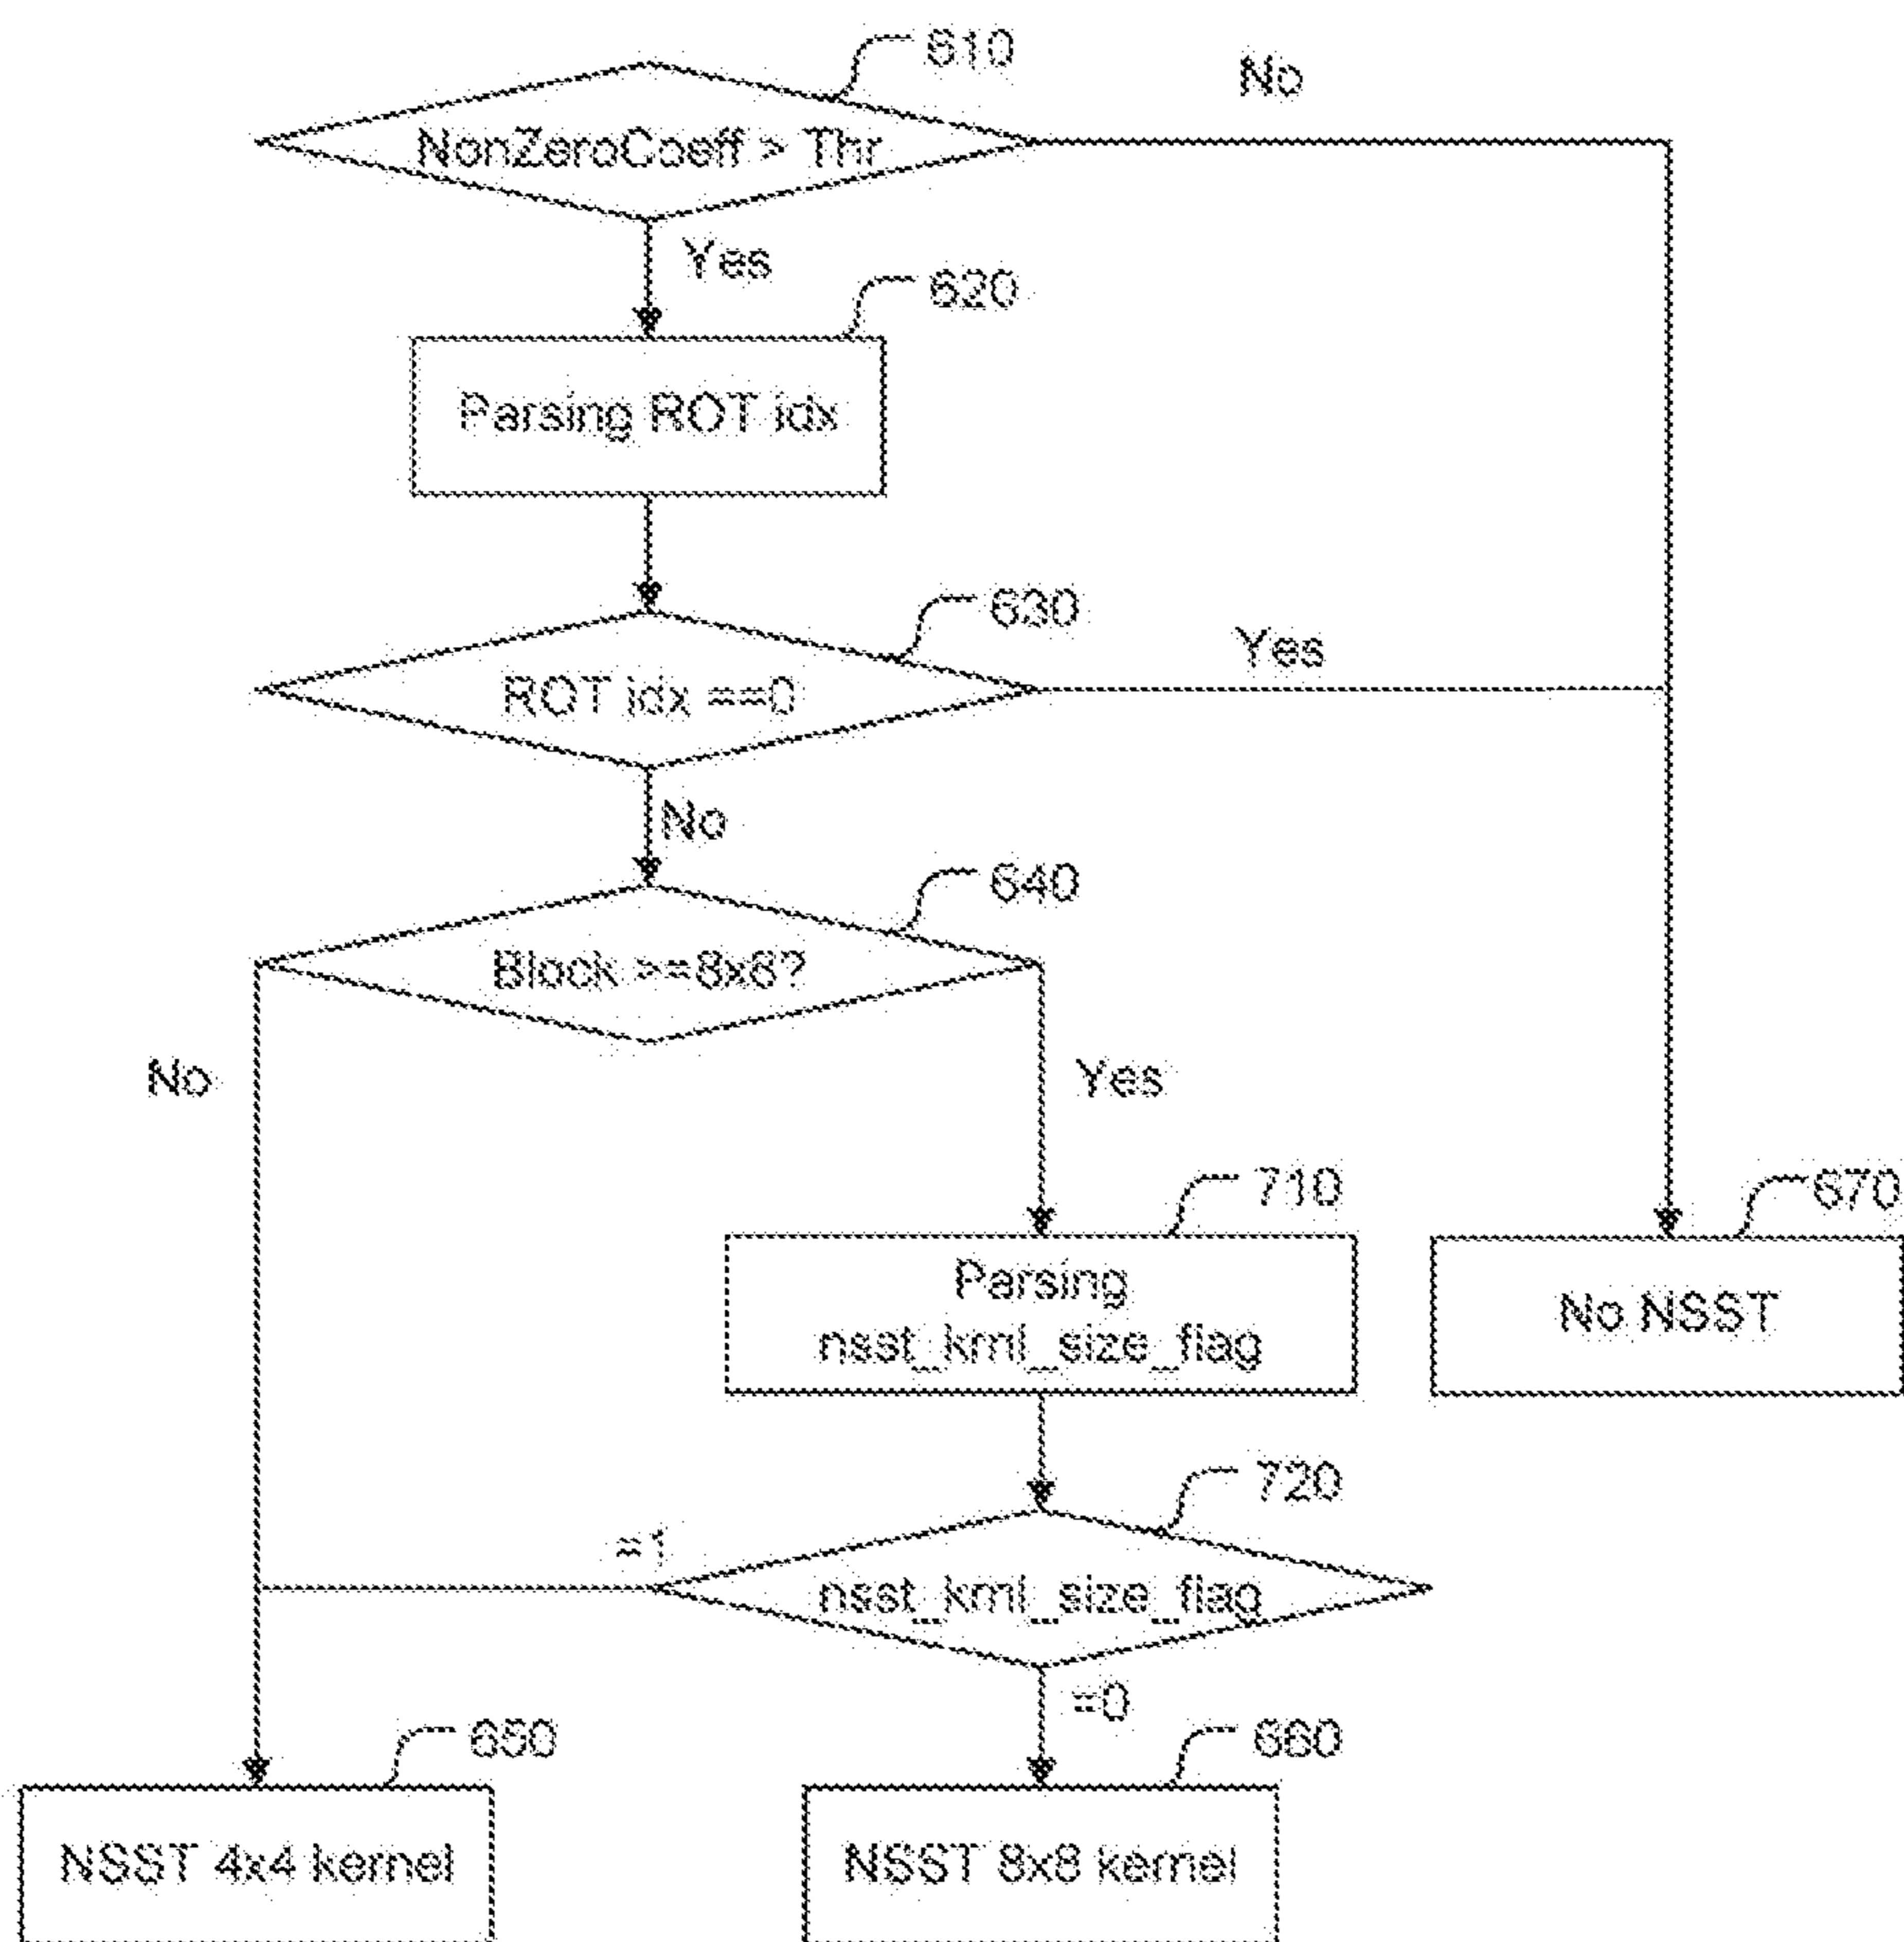 610
No
NonZeroCoeff > Thr
Yes
620
Parsing ROT idx
630
Yes
ROT idx ==0
No
640
Block >=8x8?
No
Yes
710
670
Parsing
nsst_krnl_size_flag
No NSST
720
=1
nsst_krnl_size_flag
=0
650
660
NSST 4x4 kernel
NSST 8x8 kernel